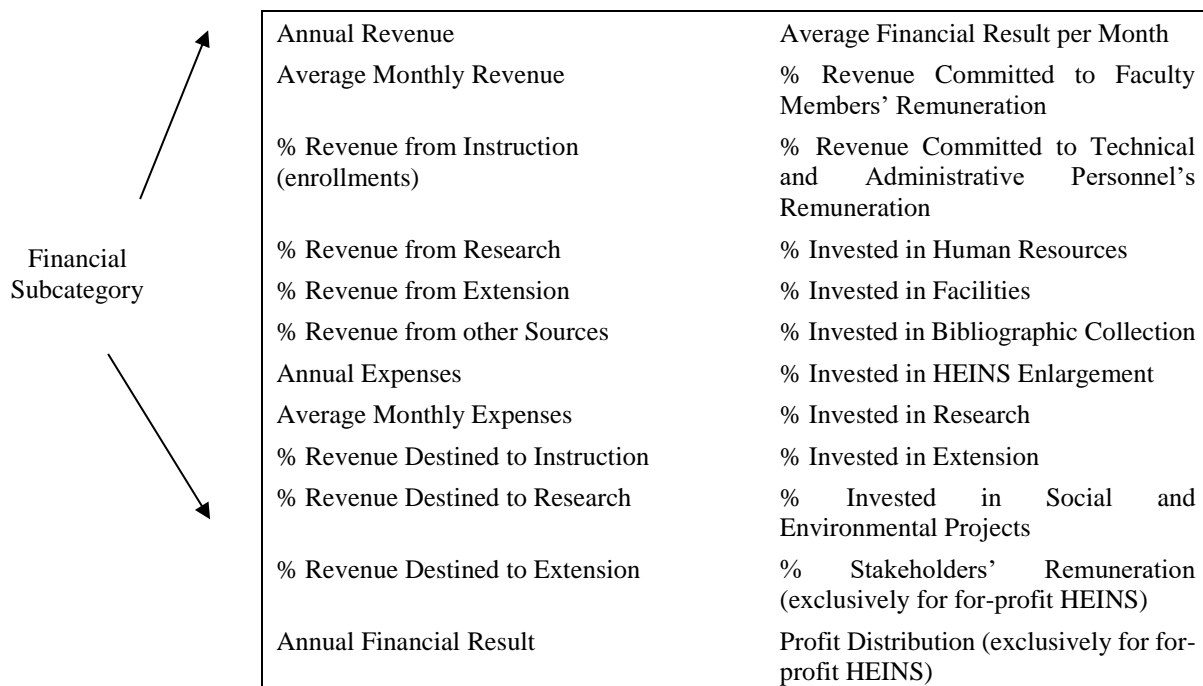 Financial
Subcategory
Annual Revenue
Average Monthly Revenue
% Revenue from Instruction
(enrollments)
% Revenue from Research
% Revenue from Extension
% Revenue from other Sources
Annual Expenses
Average Monthly Expenses
% Revenue Destined to Instruction
% Revenue Destined to Research
% Revenue Destined to Extension
Annual Financial Result
Average Financial Result per Month
% Revenue Committed to Faculty
Members’ Remuneration
% Revenue Committed to Technical
and Administrative Personnel’s
Remuneration
% Invested in Human Resources
% Invested in Facilities
% Invested in Bibliographic Collection
% Invested in HEINS Enlargement
% Invested in Research
% Invested in Extension
% Invested in Social and
Environmental Projects
% Stakeholders’ Remuneration
(exclusively for for-profit HEINS)
Profit Distribution (exclusively for for-
profit HEINS)